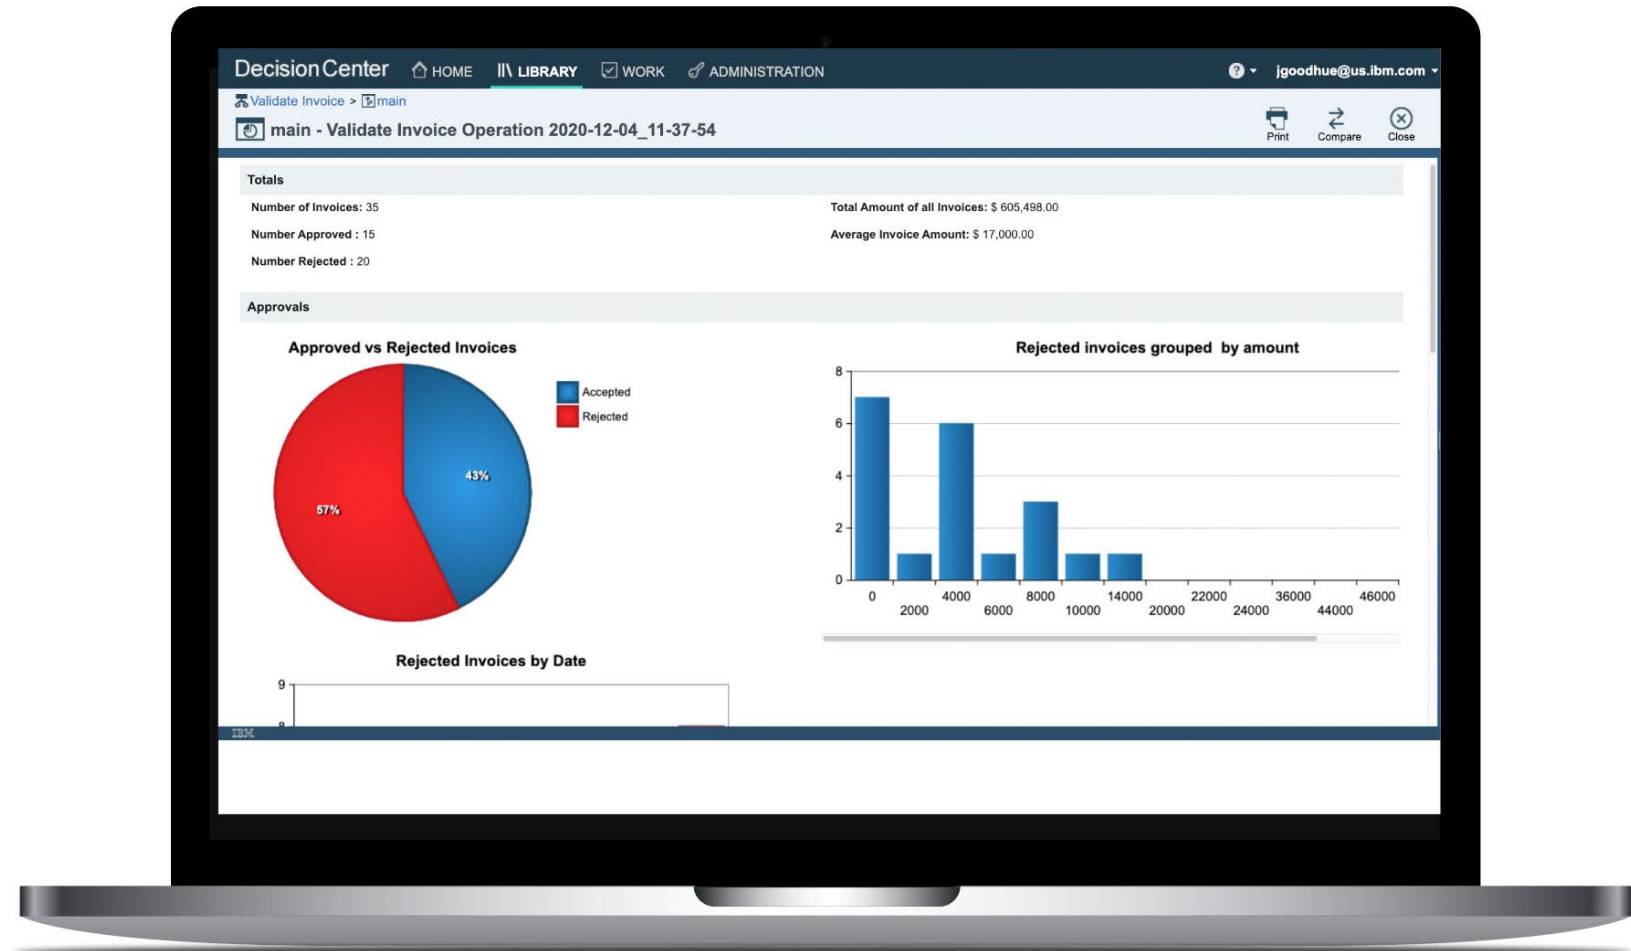 Decision Center HOME LIBRARY WORK ADMINISTRATION ? jgoodhue@us.ibm.com
Validate Invoice > main
main - Validate Invoice Operation 2020-12-04_11-37-54
Print Compare Close
Totals
Number of Invoices: 35 Total Amount of all Invoices: $ 605,498.00
Number Approved : 15 Average Invoice Amount: $ 17,000.00
Number Rejected : 20
Approvals
Approved vs Rejected Invoices
Accepted
Rejected
43%
57%
Rejected invoices grouped by amount
8
6
4
2
0
0 4000 8000 14000 22000 36000 46000
2000 6000 10000 20000 24000 44000
Rejected Invoices by Date
9
8
IBM